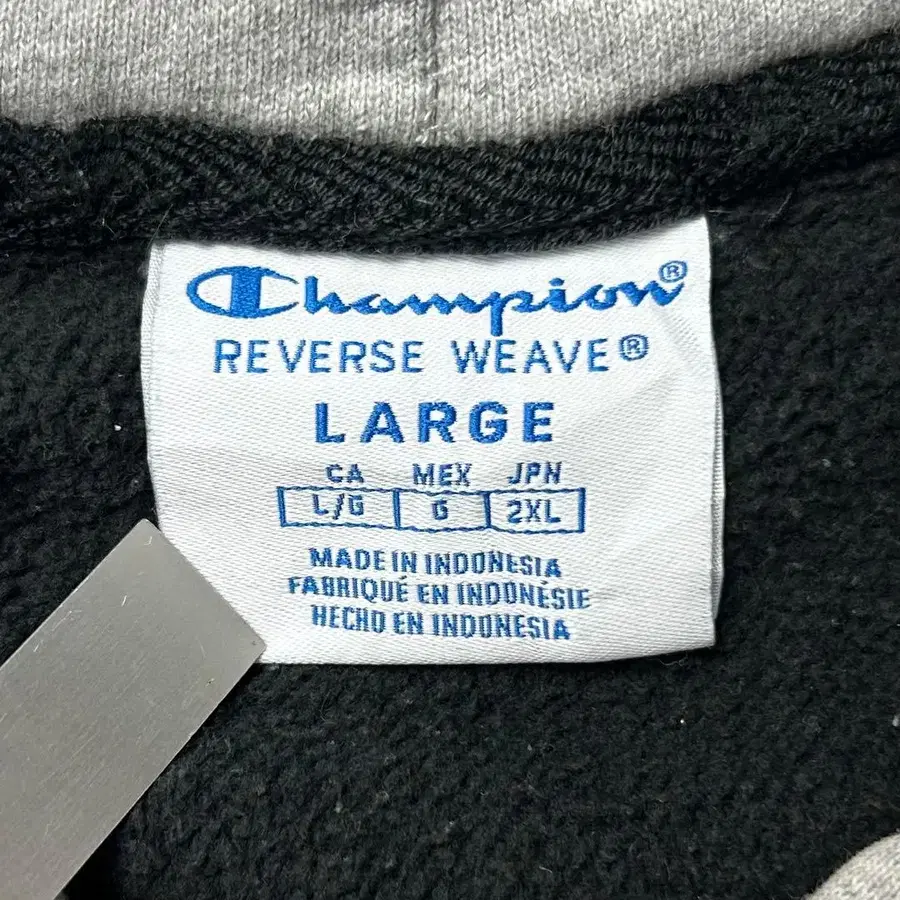 Champion®
REVERSE WEAVE®
LARGE
CA MEX JPN
L/G G 2XL
MADE IN INDONESIA
FABRIQUÉ EN INDONÉSIE
HECHO EN INDONESIA